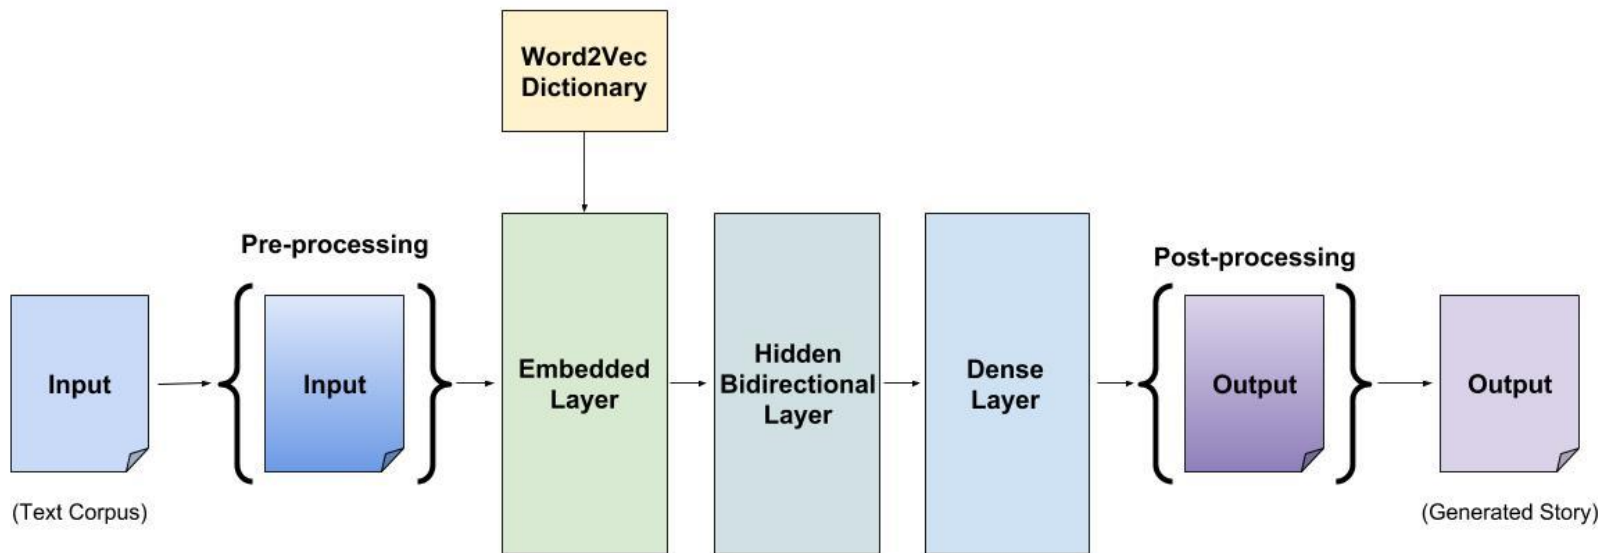 Word2Vec
Dictionary
Pre-processing
Post-processing
Input
Input
Embedded
Layer
Hidden
Bidirectional
Layer
Dense
Layer
Output
Output
(Text Corpus)
(Generated Story)